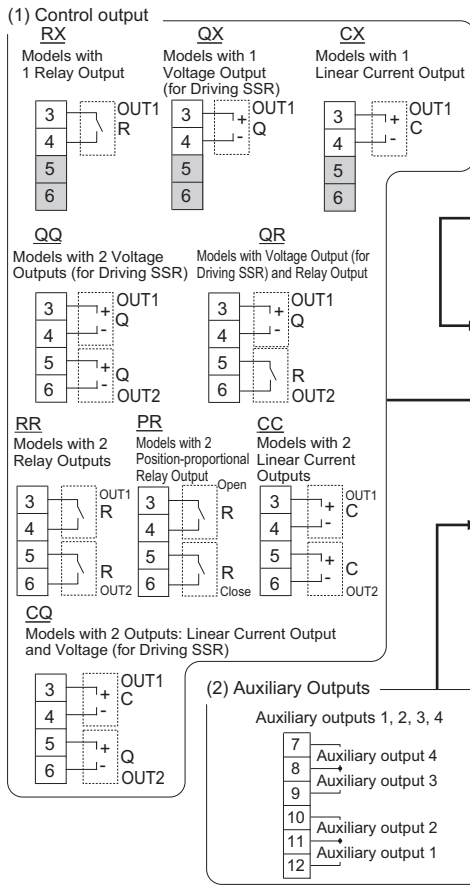 (1) Control output
RX
Models with
1 Relay Output
3
4
5
6
OUT1
R
QX
Models with 1
Voltage Output
(for Driving SSR)
3
4
5
6
+
-
OUT1
Q
CX
Models with 1
Linear Current Output
3
4
5
6
+
-
OUT1
C
QQ
Models with 2 Voltage
Outputs (for Driving SSR)
3
4
5
6
+
-
OUT1
Q
+
-
Q
OUT2
QR
Models with Voltage Output (for
Driving SSR) and Relay Output
3
4
5
6
+
-
OUT1
Q
R
OUT2
RR
Models with 2
Relay Outputs
3
4
5
6
OUT1
R
R
OUT2
PR
Models with 2
Position-proportional
Relay Output
3
4
5
6
Open
R
R
Close
CC
Models with 2
Linear Current
Outputs
3
4
5
6
+
-
OUT1
C
+
-
C
OUT2
CQ
Models with 2 Outputs: Linear Current Output
and Voltage (for Driving SSR)
3
4
5
6
+
-
OUT1
C
+
-
Q
OUT2
(2) Auxiliary Outputs
Auxiliary outputs 1, 2, 3, 4
7
8
9
10
11
12
Auxiliary output 4
Auxiliary output 3
Auxiliary output 2
Auxiliary output 1